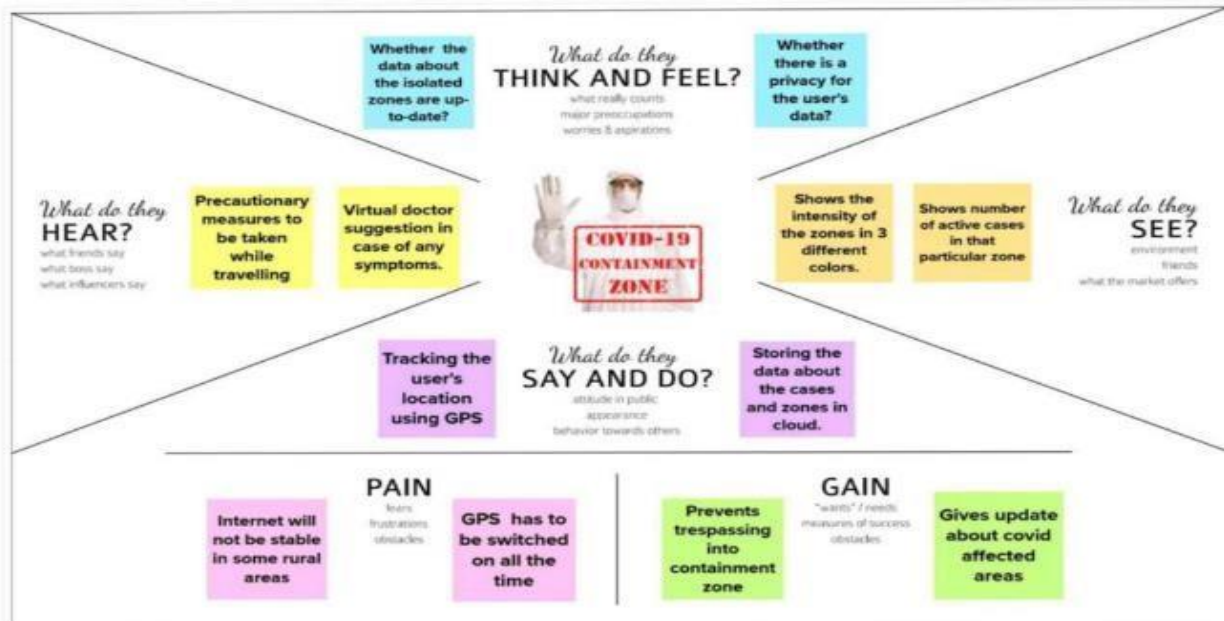 Whether the
data about
the isolated
zones are up-
to-date?
What do they
THINK AND FEEL?
what really counts
major preoccupations
worries & aspirations
Whether
there is a
privacy for
the user's
data?
What do they
HEAR?
what friends say
what boss say
what influencers say
Precautionary
measures to
be taken
while
travelling
Virtual doctor
suggestion in
case of any
symptoms.
COVID-19
CONTAINMENT
ZONE
Shows the
intensity of
the zones in 3
different
colors.
Shows number
of active cases
in that
particular zone
What do they
SEE?
environment
friends
what the market offers
Tracking the
user's
location
using GPS
What do they
SAY AND DO?
attitude in public
appearance
behavior towards others
Storing the
data about
the cases
and zones in
cloud.
PAIN
fears
frustrations
obstacles
Internet will
not be stable
in some rural
areas
GPS has to
be switched
on all the
time
GAIN
"wants" / needs
measures of success
obstacles
Prevents
trespassing
into
containment
zone
Gives update
about covid
affected
areas